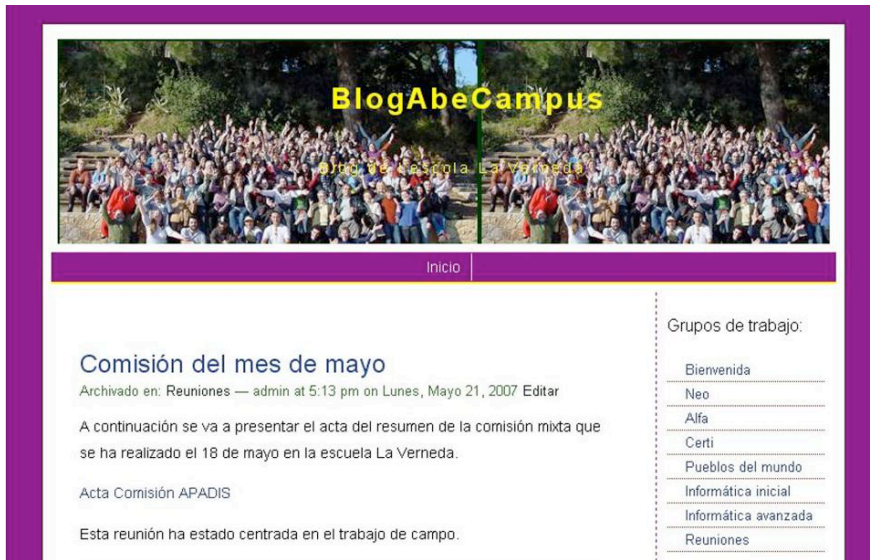 BlogAbeCampus
Blog de l'escola La Verneda
Inicio
Comisión del mes de mayo
Archivado en: Reuniones — admin at 5:13 pm on Lunes, Mayo 21, 2007 Editar
A continuación se va a presentar el acta del resumen de la comisión mixta que
se ha realizado el 18 de mayo en la escuela La Verneda.
Acta Comisión APADIS
Esta reunión ha estado centrada en el trabajo de campo.
Grupos de trabajo:
Bienvenida
Neo
Alfa
Certi
Pueblos del mundo
Informática inicial
Informática avanzada
Reuniones